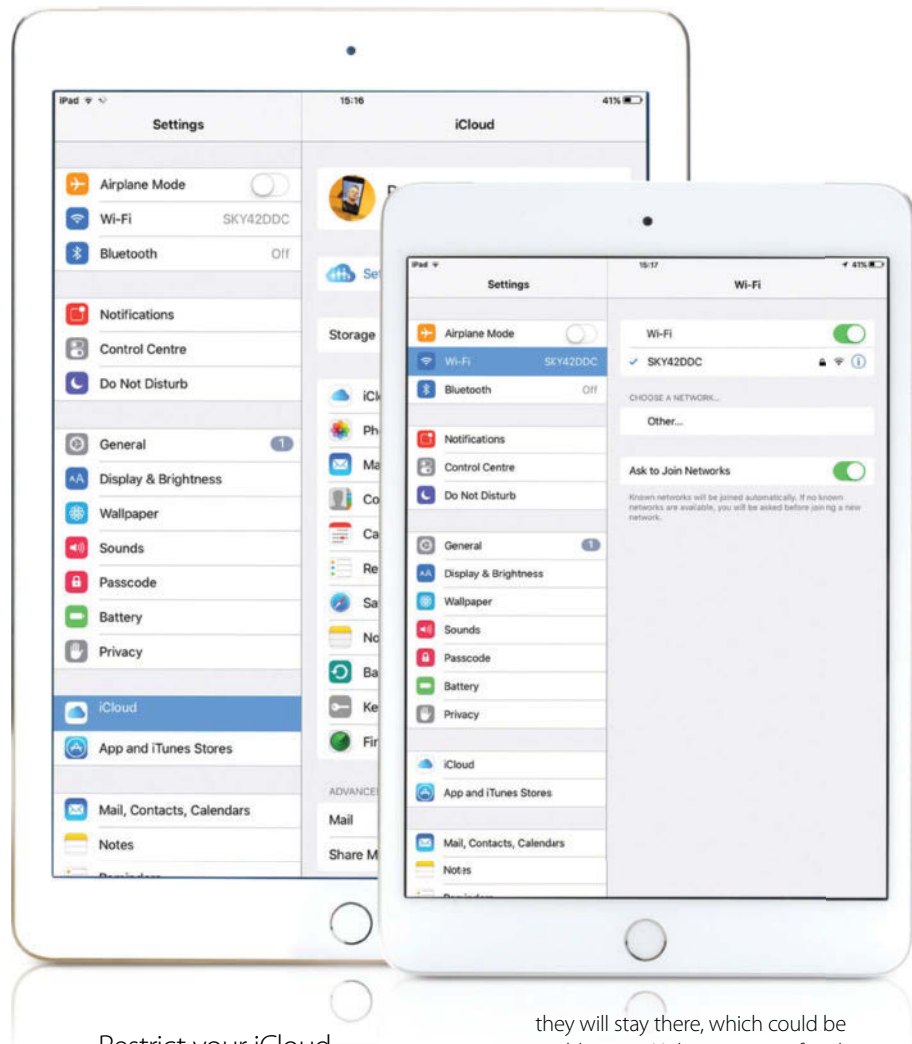 iPad
15:16
41%
Settings
iCloud
Airplane Mode
Wi-Fi
SKY42DDC
Bluetooth
Off
Notifications
Control Centre
Do Not Disturb
General
1
Display & Brightness
Wallpaper
Sounds
Passcode
Battery
Privacy
iCloud
App and iTunes Stores
Mail, Contacts, Calendars
Notes
Storage
Mail
iPad
15:17
41%
Settings
Wi-Fi
Airplane Mode
Wi-Fi
SKY42DDC
Bluetooth
Off
Notifications
Control Centre
Do Not Disturb
General
1
Display & Brightness
Wallpaper
Sounds
Passcode
Battery
Privacy
iCloud
App and iTunes Stores
Mail, Contacts, Calendars
Notes
Wi-Fi
SKY42DDC
CHOOSE A NETWORK...
Other...
Ask to Join Networks
Known networks will be joined automatically. If no known
networks are available, you will be asked before joining a new
network.
Restrict your iCloud
they will stay there, which could be